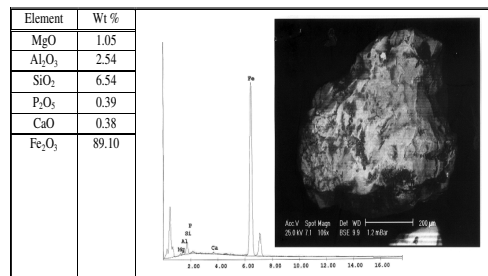 Element Wt %
MgO 1.05
Al₂O₃ 2.54
SiO₂ 6.54
P₂O₅ 0.39
CaO 0.38
Fe₂O₃ 89.10
Fe
P
Si
Al
Mg
Ca
2.00 4.00 6.00 8.00 10.00 12.00 14.00 16.00
Acc.V Spot Magn Det WD 200 µm
25.0 kV 7.1 106x BSE 9.9 1.2 mBar